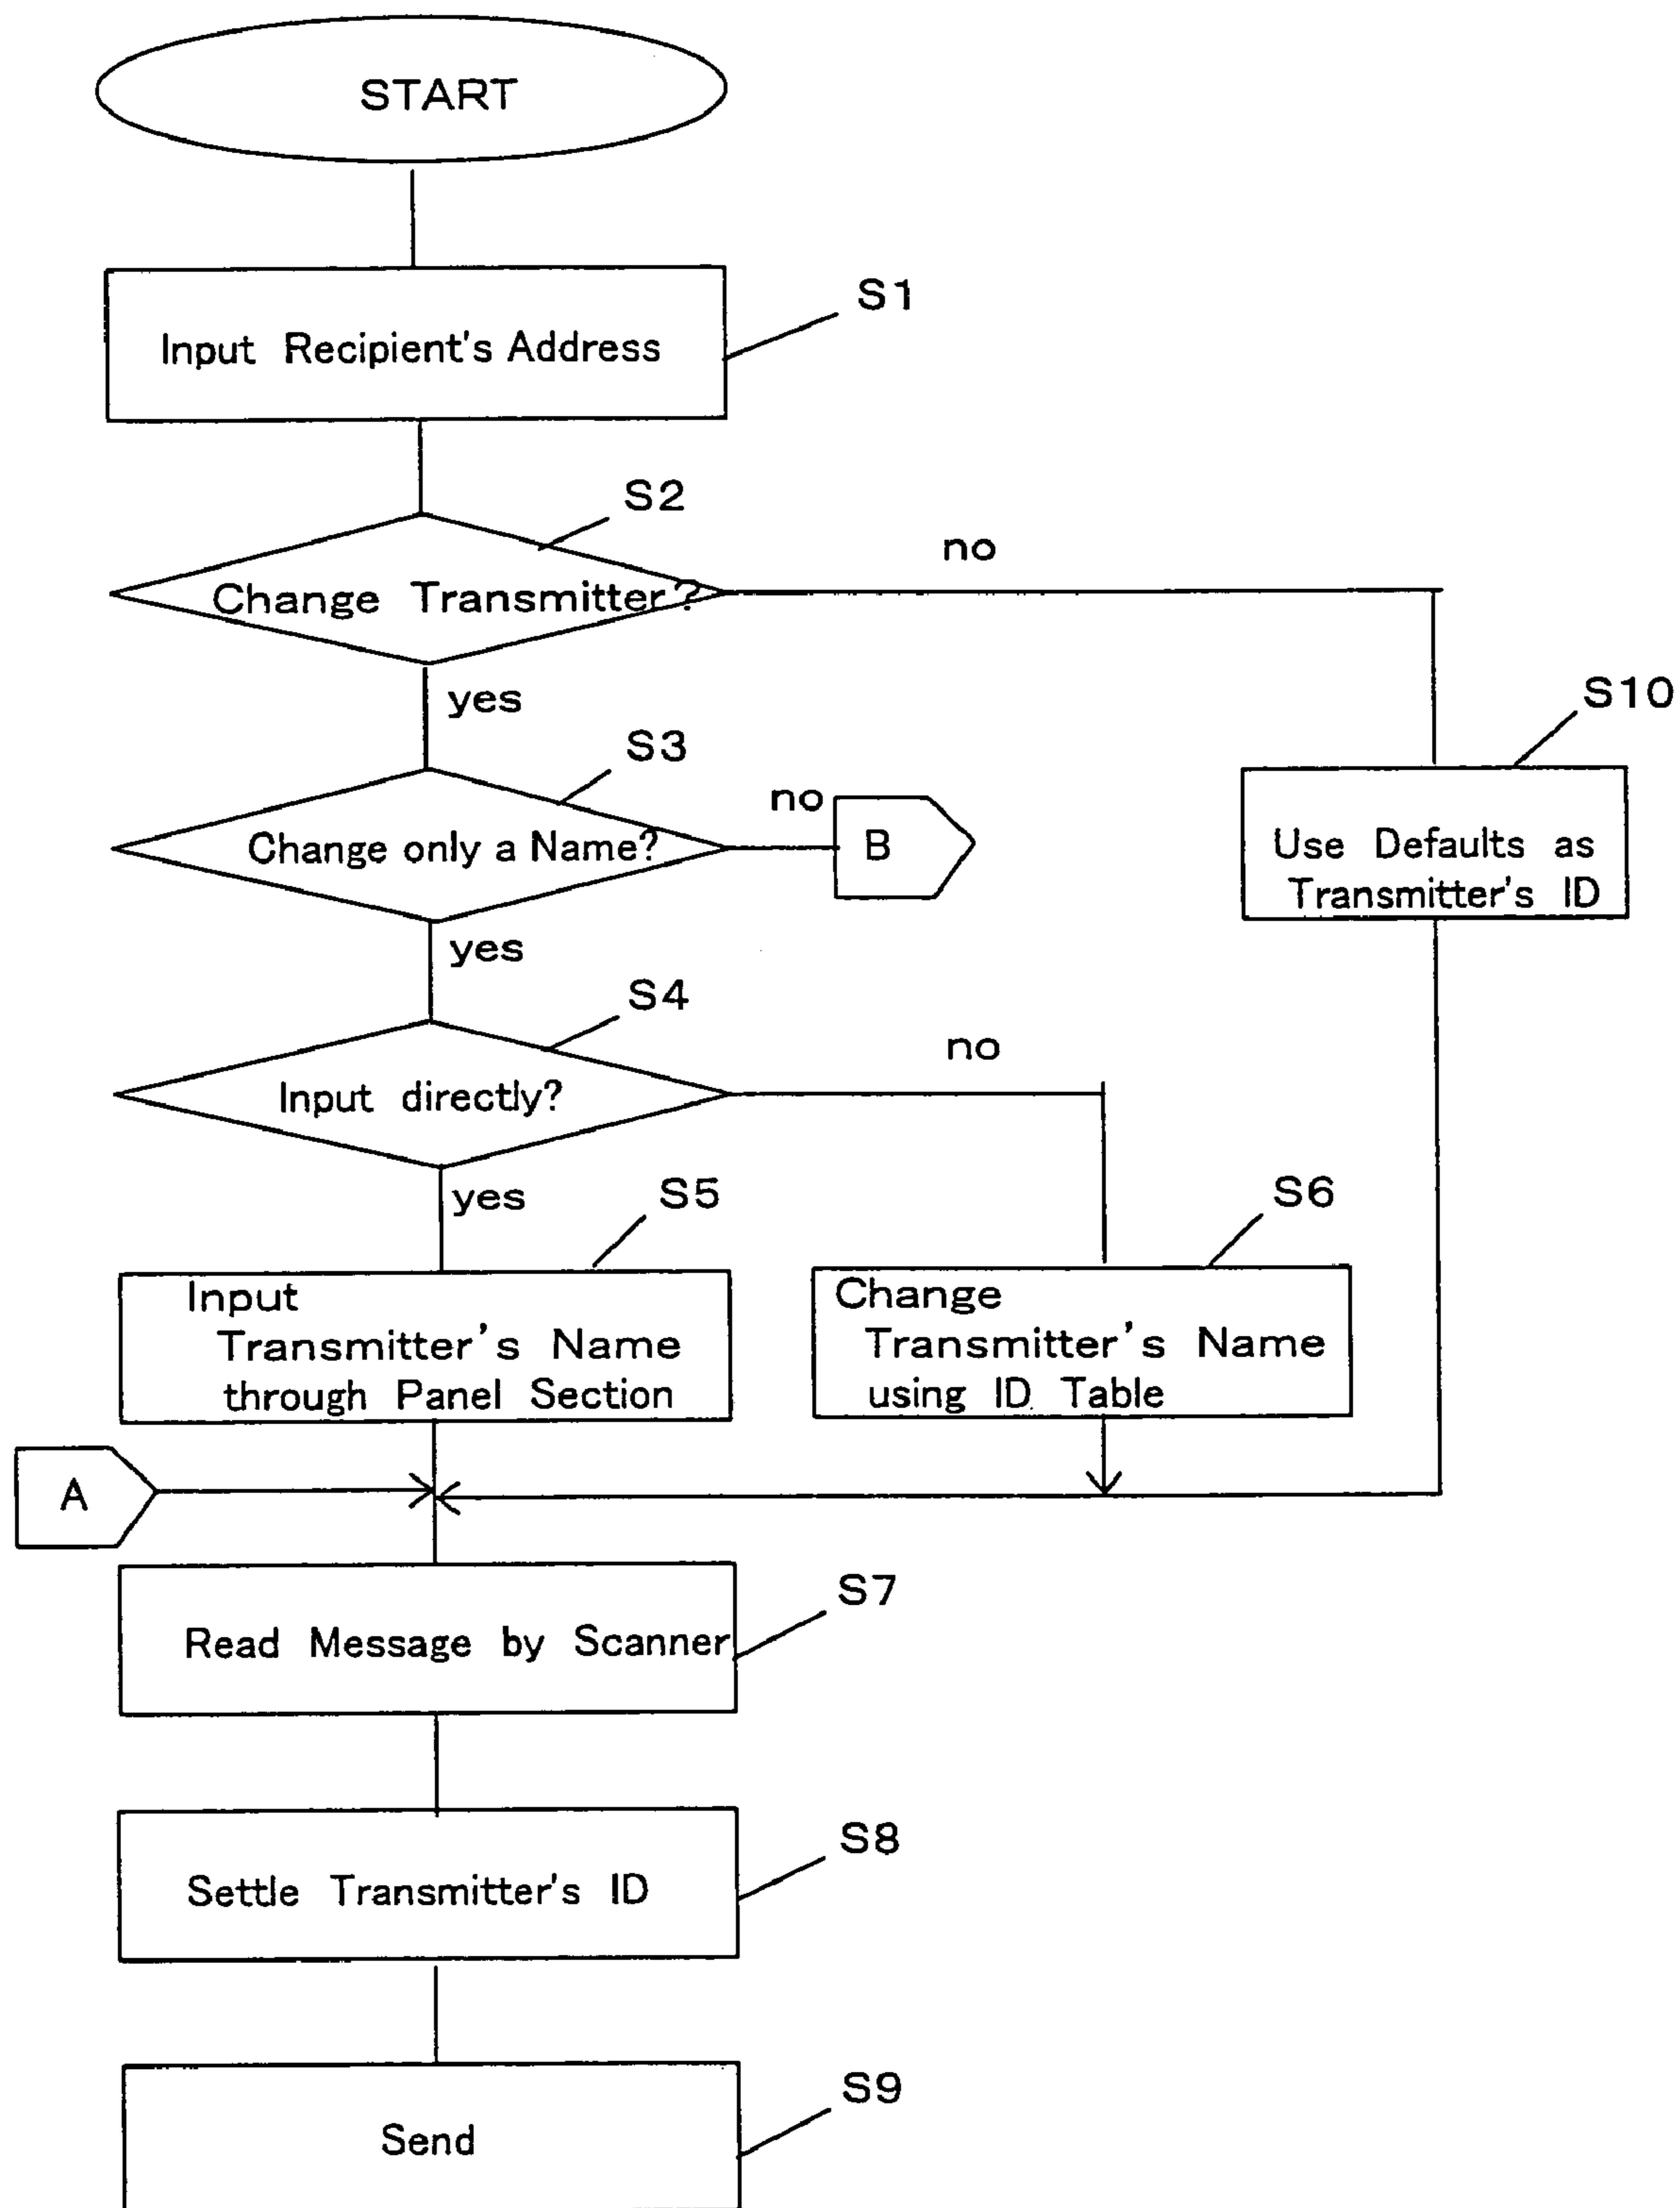 START
S1
Input Recipient's Address
S2
no
Change Transmitter?
yes
S10
S3
no
Change only a Name?
B
Use Defaults as
Transmitter's ID
yes
S4
no
Input directly?
yes
S5
S6
Input
Transmitter's Name
through Panel Section
Change
Transmitter's Name
using ID Table
A
S7
Read Message by Scanner
S8
Settle Transmitter's ID
S9
Send